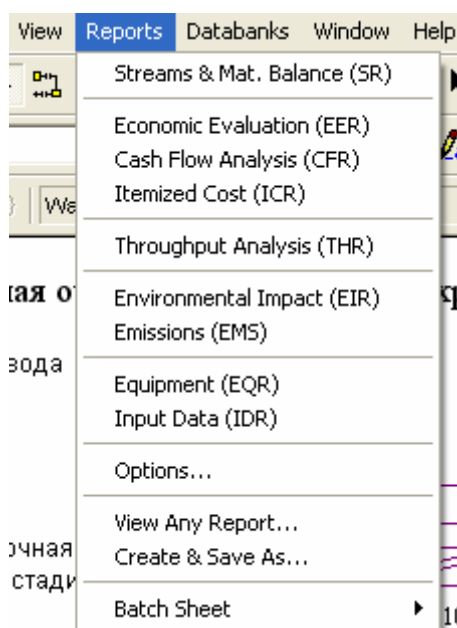 View Reports Databanks Window Help
Streams & Mat. Balance (SR)
Economic Evaluation (EER)
Cash Flow Analysis (CFR)
Itemized Cost (ICR)
Throughput Analysis (THR)
Environmental Impact (EIR)
Emissions (EMS)
вода
Equipment (EQR)
Input Data (IDR)
Options...
View Any Report...
Create & Save As...
стади
Batch Sheet